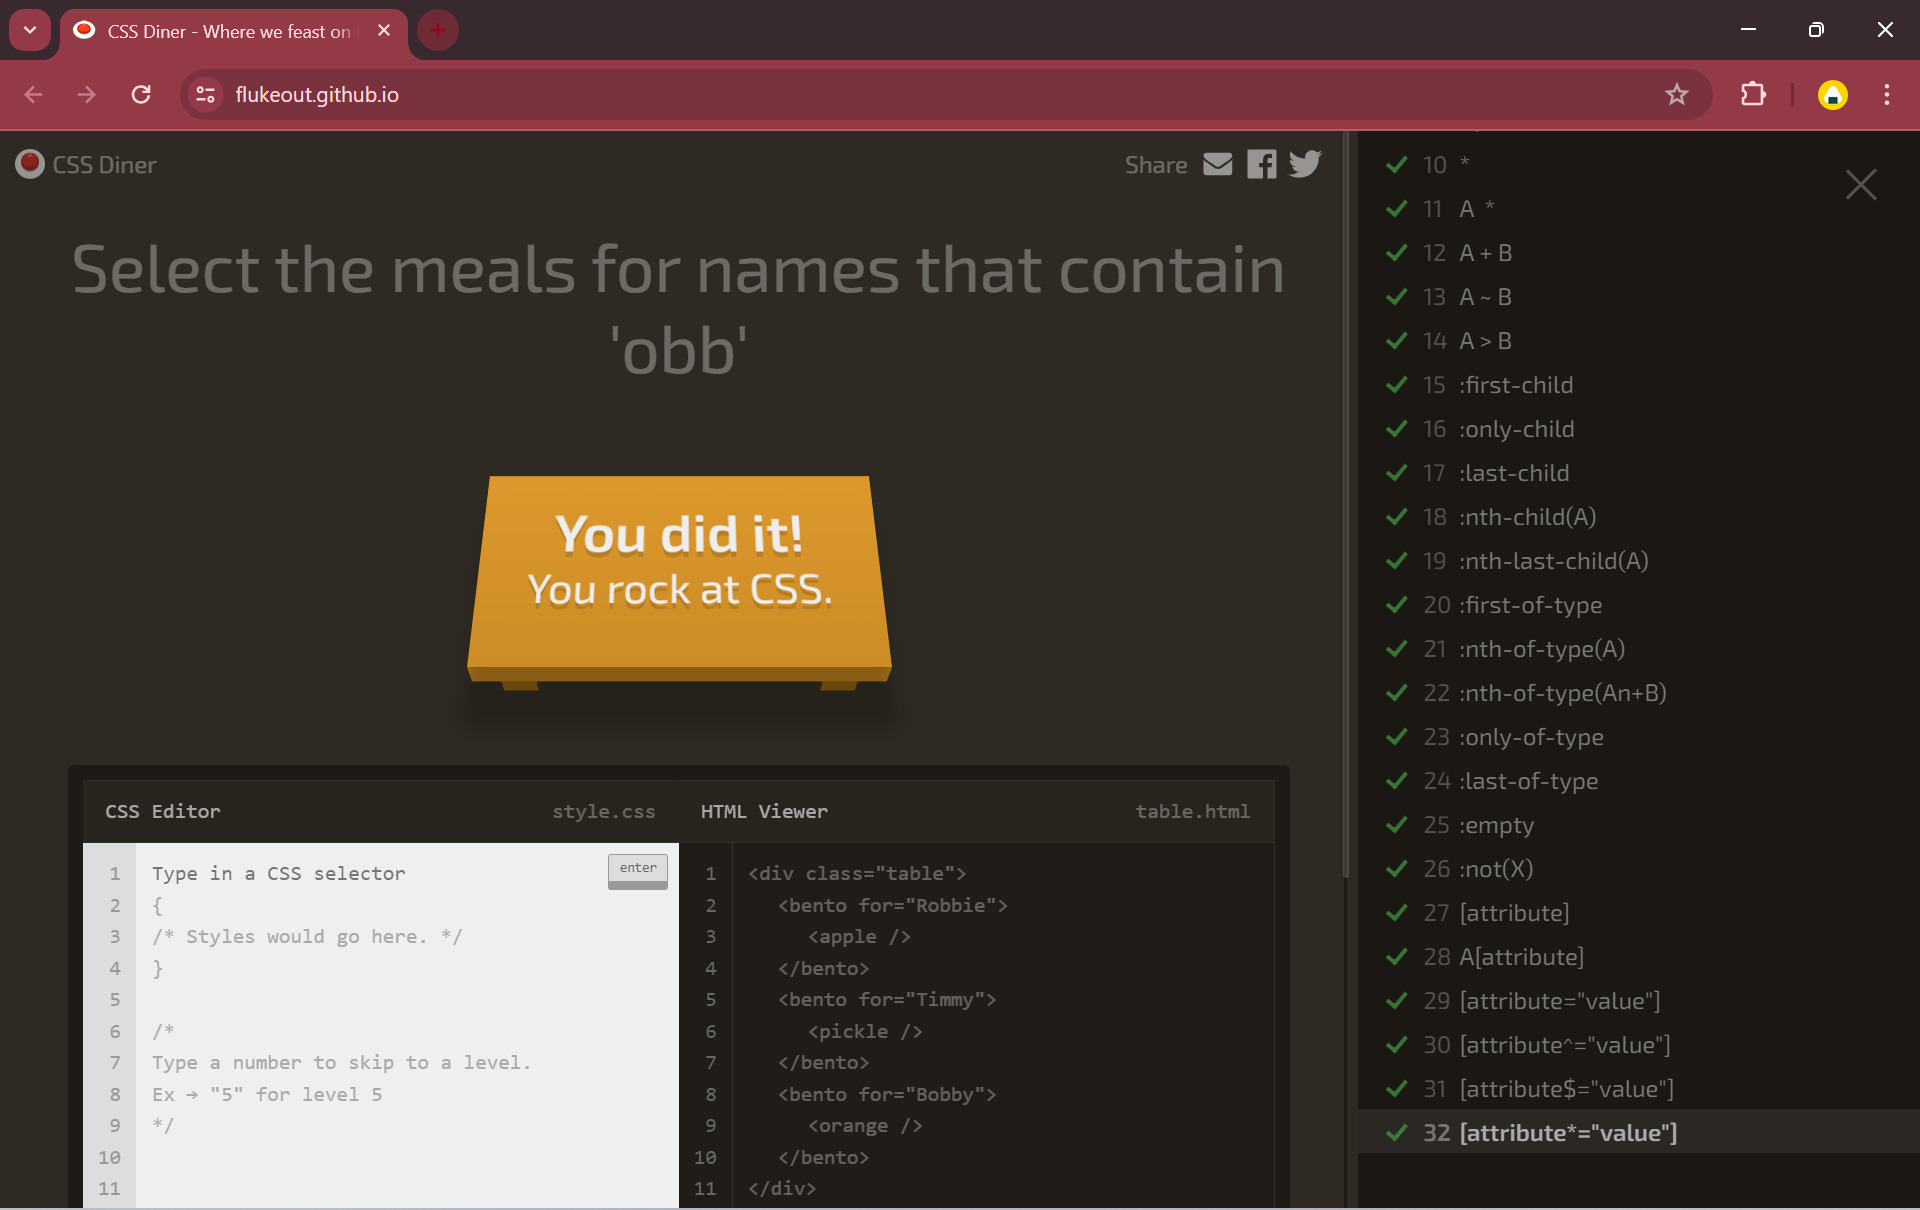 CSS Diner - Where we feast on
flukeout.github.io
CSS Diner
Share
Select the meals for names that contain
'obb'
You did it!
You rock at CSS.
CSS Editor
style.css
1 Type in a CSS selector
enter
2 {
3 /* Styles would go here. */
4 }
5
6 /*
7 Type a number to skip to a level.
8 Ex → "5" for level 5
9 */
10
11
HTML Viewer
table.html
1 <div class="table">
2 <bento for="Robbie">
3 <apple />
4 </bento>
5 <bento for="Timmy">
6 <pickle />
7 </bento>
8 <bento for="Bobby">
9 <orange />
10 </bento>
11 </div>
10 *
11 A *
12 A + B
13 A ~ B
14 A > B
15 :first-child
16 :only-child
17 :last-child
18 :nth-child(A)
19 :nth-last-child(A)
20 :first-of-type
21 :nth-of-type(A)
22 :nth-of-type(An+B)
23 :only-of-type
24 :last-of-type
25 :empty
26 :not(X)
27 [attribute]
28 A[attribute]
29 [attribute="value"]
30 [attribute^="value"]
31 [attribute$="value"]
32 [attribute*="value"]